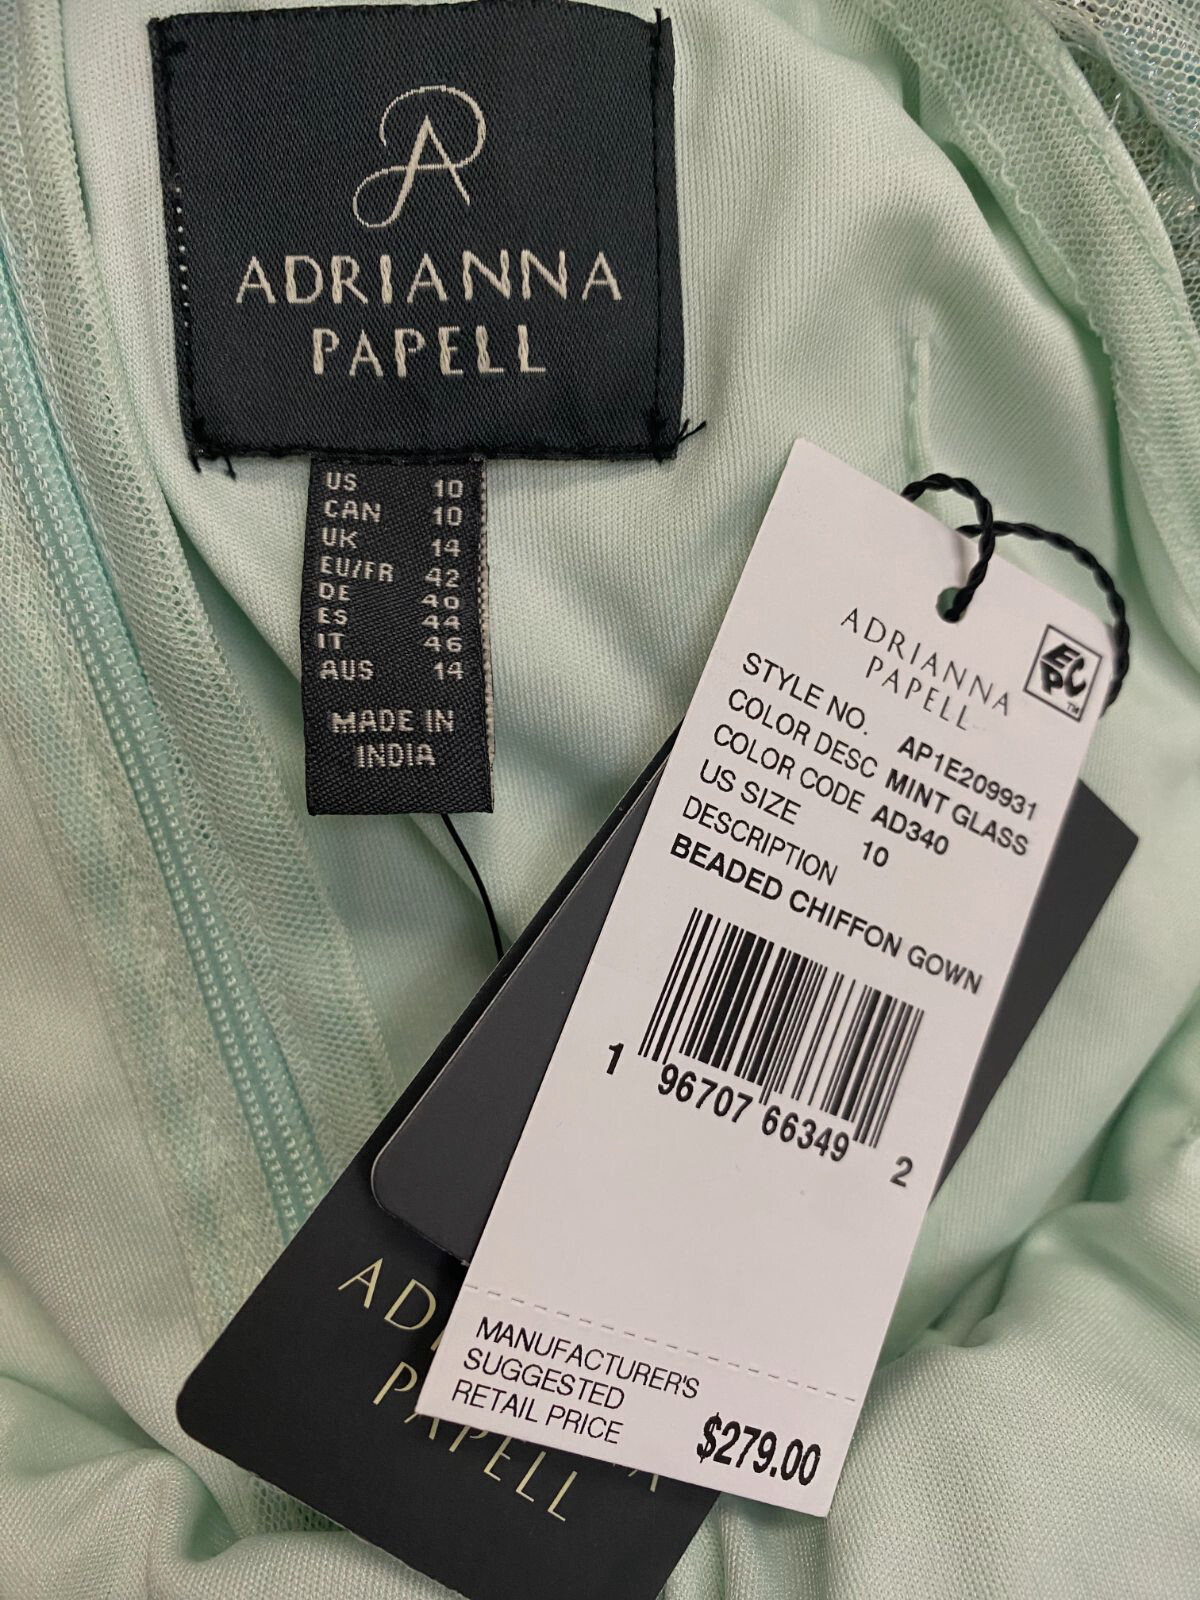 ADRIANNA
PAPELL
US 10
CAN 10
UK 14
EU/FR 42
DE 40
ES 44
IT 46
AUS 14
MADE IN
INDIA
ADRIANNA
PAPELL
EPC™
STYLE NO. AP1E209931
COLOR DESC MINT GLASS
COLOR CODE AD340
US SIZE 10
DESCRIPTION
BEADED CHIFFON GOWN
1 96707 66349 2
MANUFACTURER'S
SUGGESTED
RETAIL PRICE $279.00
PAPELL